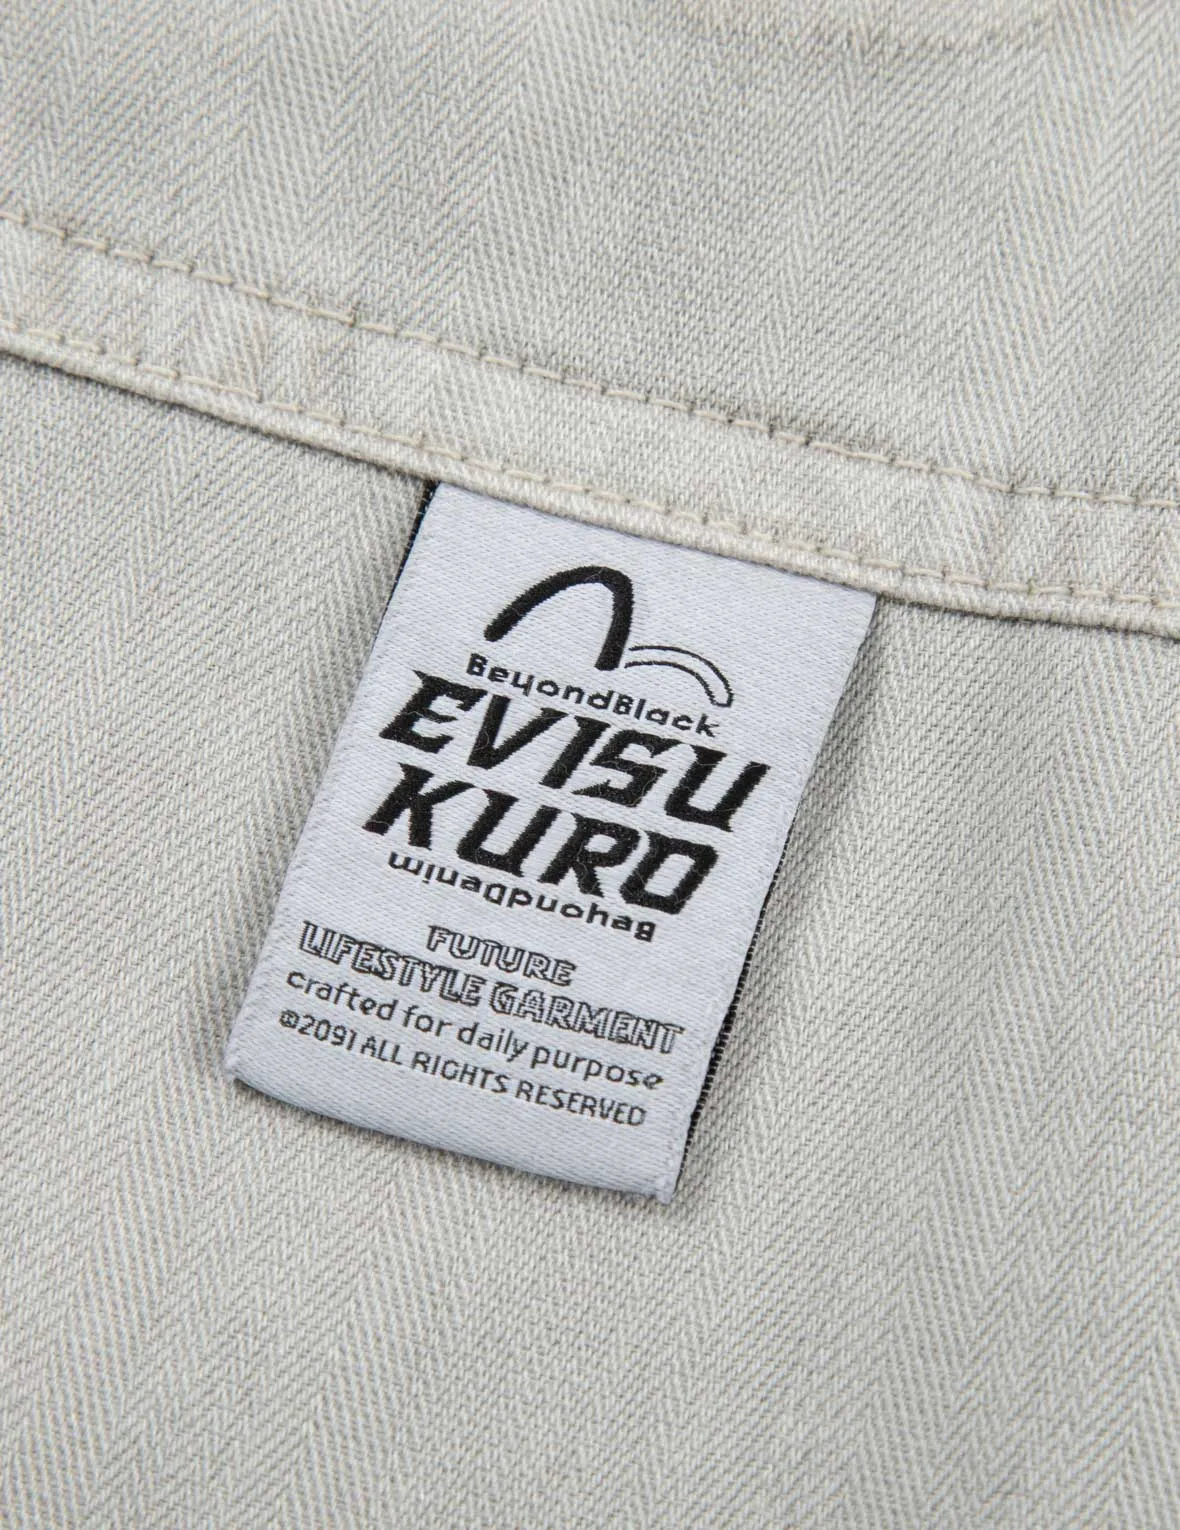 BeyondBlack
EVISU
KURO
BeyondDenim
FUTURE
LIFESTYLE GARMENT
crafted for daily purpose
©2091 ALL RIGHTS RESERVED